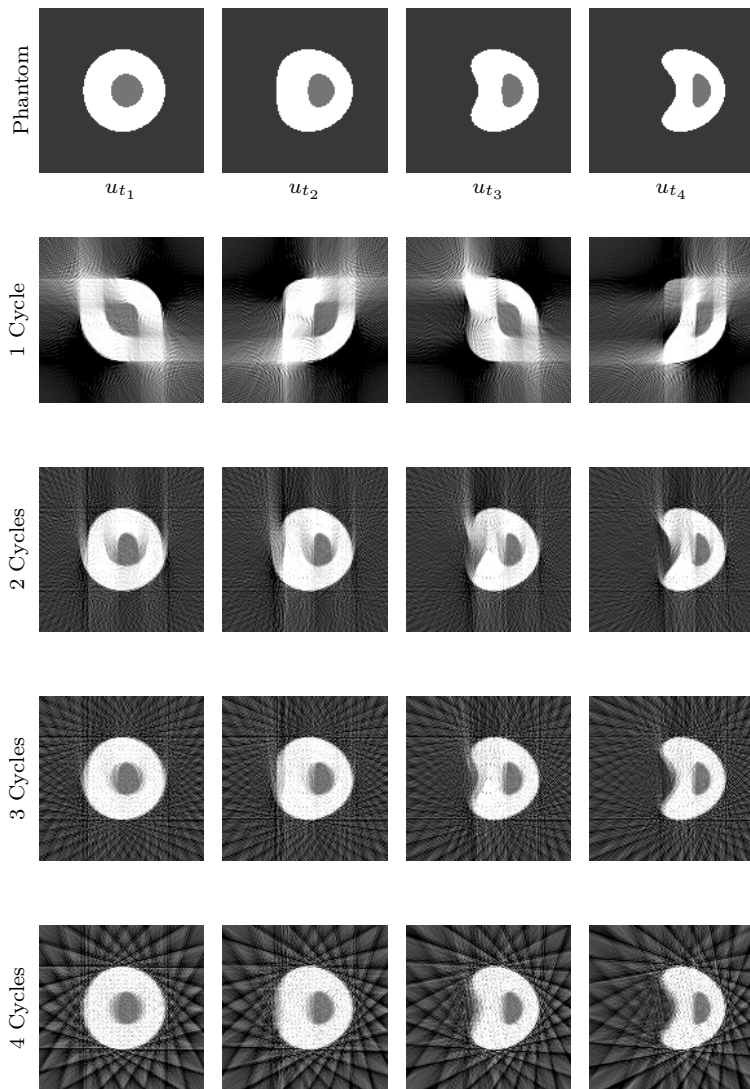 Phantom
u_{t_1} u_{t_2} u_{t_3} u_{t_4}
1 Cycle
2 Cycles
3 Cycles
4 Cycles